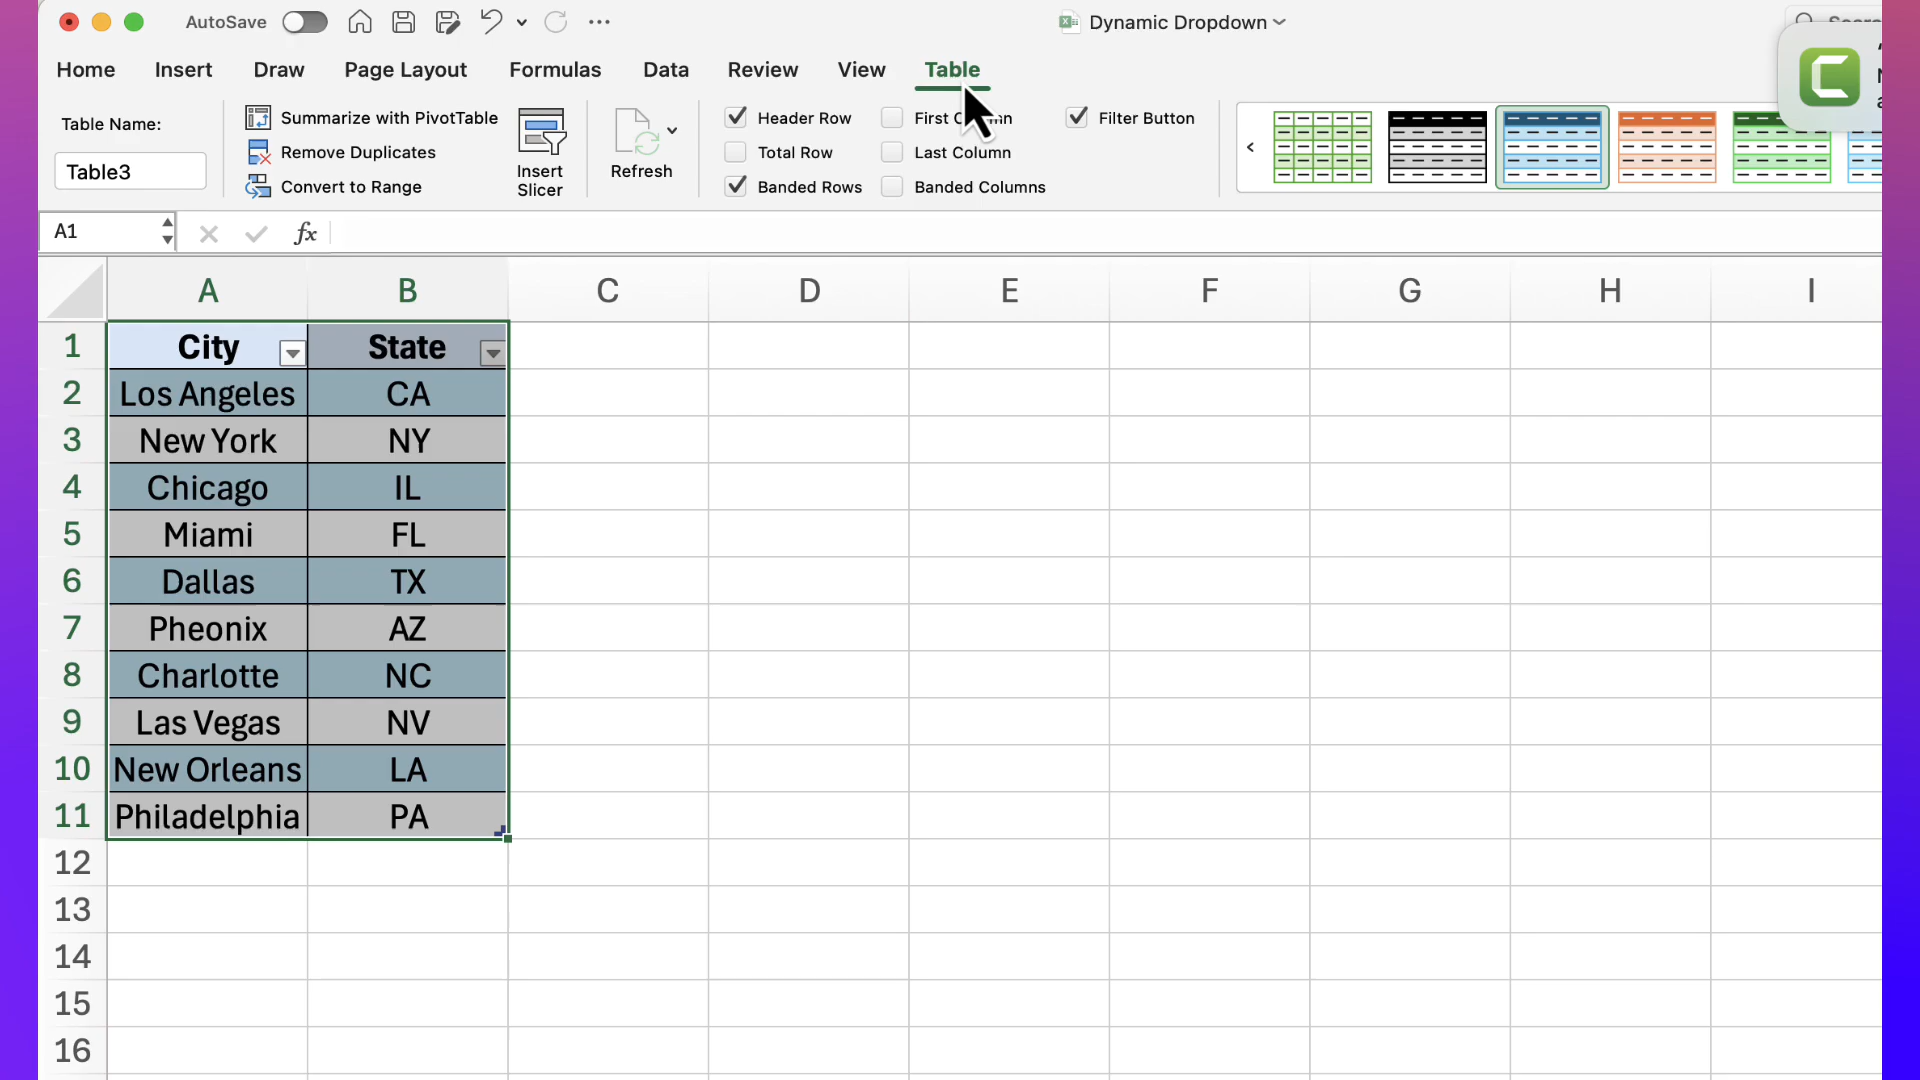 AutoSave
Dynamic Dropdown
Home Insert Draw Page Layout Formulas Data Review View Table
Table Name:
Table3
Summarize with PivotTable
Remove Duplicates
Convert to Range
Insert
Slicer
Refresh
Header Row
Total Row
Banded Rows
Last Column
Banded Columns
Filter Button
A1
fx
A B C D E F G H I
1 City State
2 Los Angeles CA
3 New York NY
4 Chicago IL
5 Miami FL
6 Dallas TX
7 Pheonix AZ
8 Charlotte NC
9 Las Vegas NV
10 New Orleans LA
11 Philadelphia PA
12
13
14
15
16